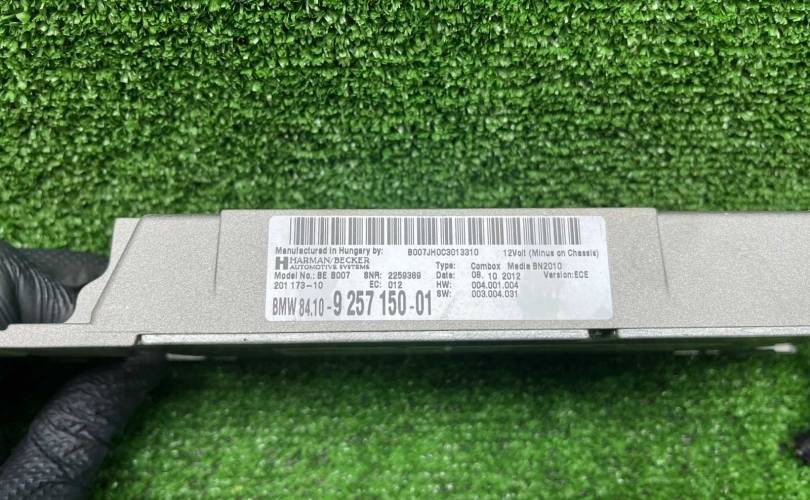 Manufactured in Hungary by: B007JH0C3013310 12Volt (Minus on Chassis)
HARMAN/BECKER
AUTOMOTIVE SYSTEMS
Type: Combox Media BN2010
Model No.: BE B007 SNR: 2259389 Date: 09.10 2012 Version:ECE
201 173-10 EC: 012 HW: 004.001.004
SW: 003.004.031
BMW 84.10-9 257 150-01